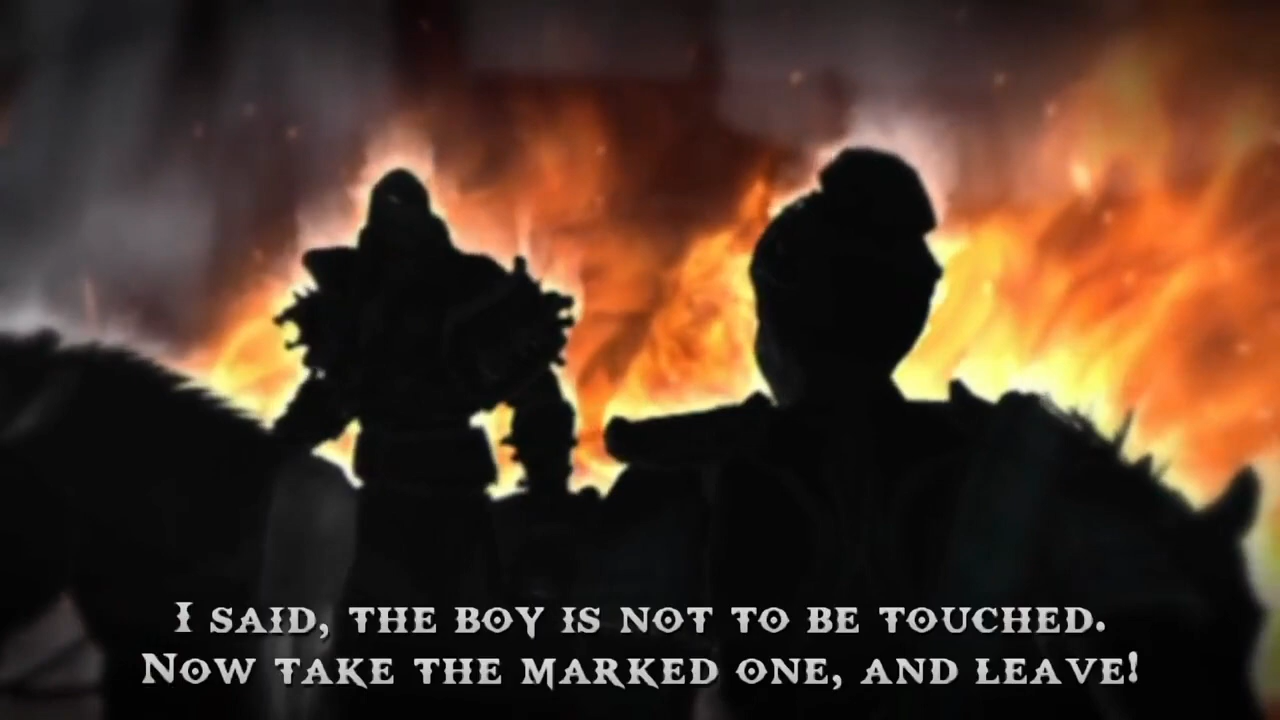 I said, the boy is not to be touched.
Now take the marked one, and leave!